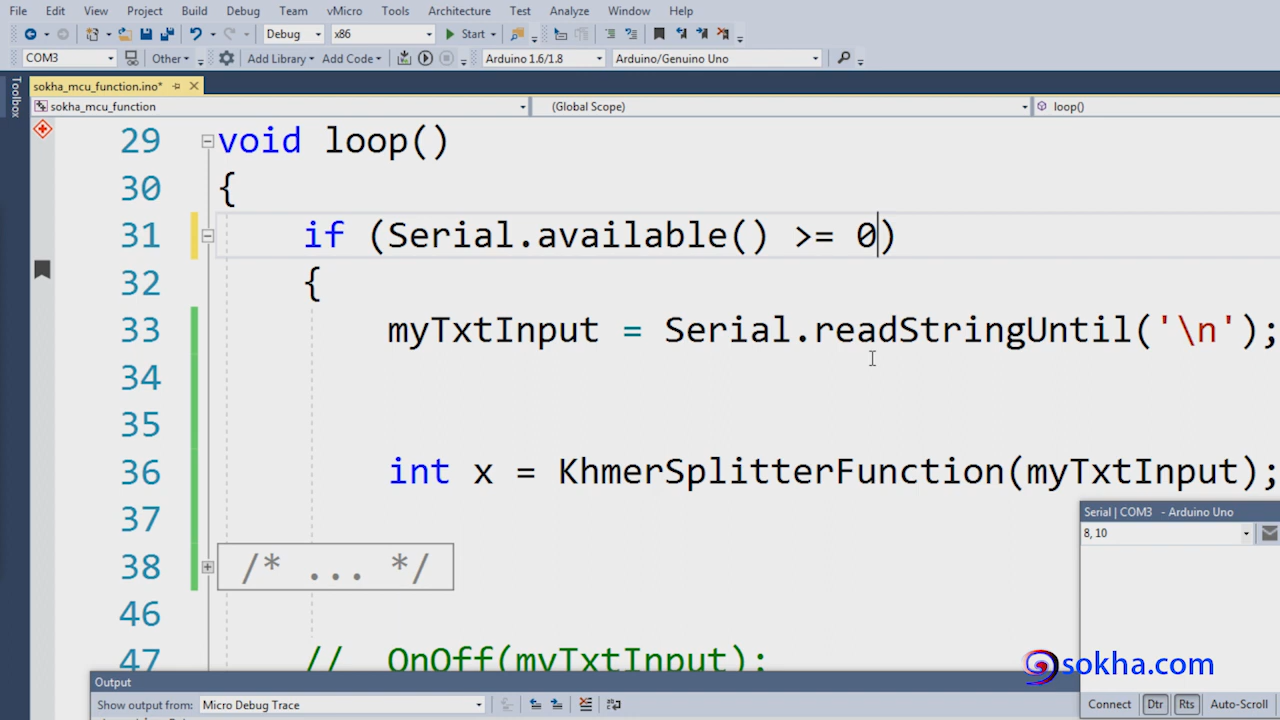 File Edit View Project Build Debug Team vMicro Tools Architecture Test Analyze Window Help
Debug x86 Start
COM3 Other Add Library Add Code Arduino 1.6/1.8 Arduino/Genuino Uno
Toolbox
sokha_mcu_function.ino*
sokha_mcu_function (Global Scope) loop()
29 void loop()
30 {
31 if (Serial.available() >= 0)
32 {
33 myTxtInput = Serial.readStringUntil('\n');
34
35
36 int x = KhmerSplitterFunction(myTxtInput);
37
38 /* ... */
46
47 // OnOff(myTxtInput);
Serial | COM3 - Arduino Uno
8, 10
sokha.com
Connect Dtr Rts Auto-Scroll
Output
Show output from: Micro Debug Trace